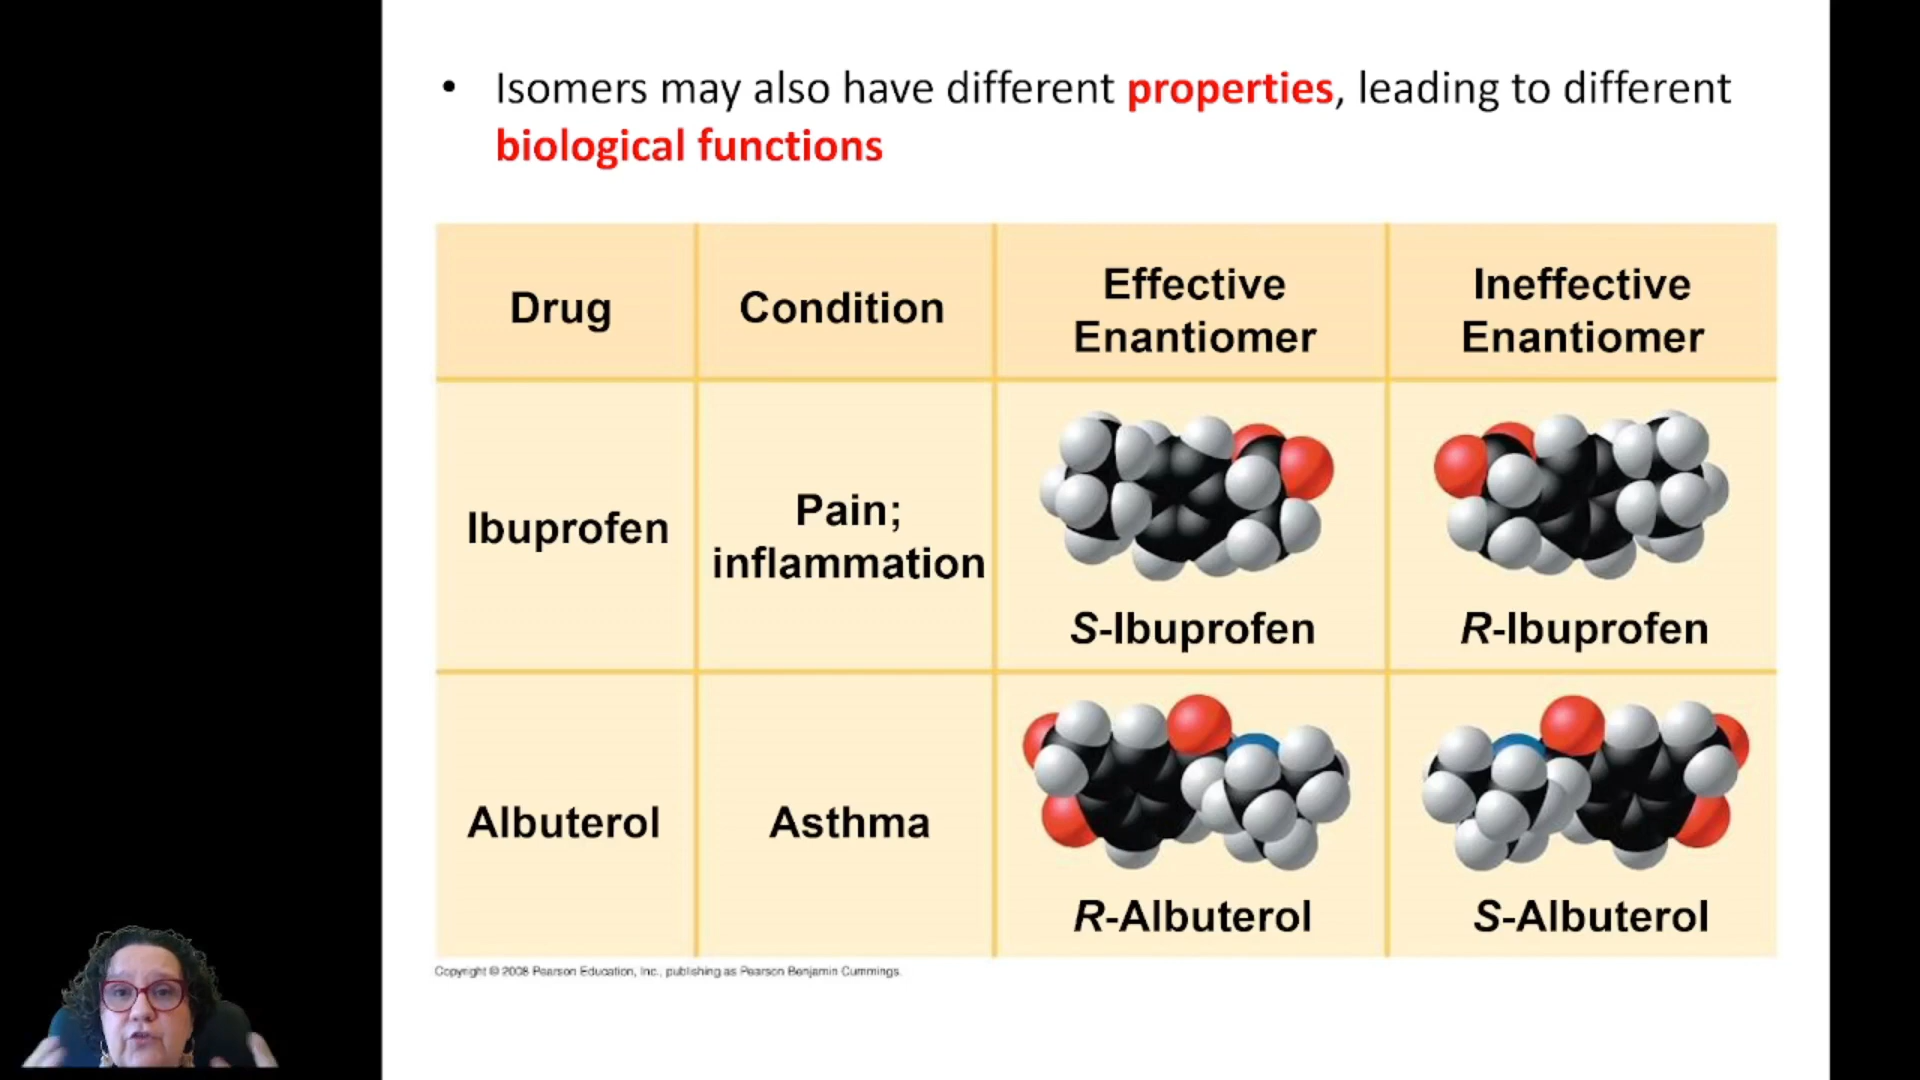 • Isomers may also have different properties, leading to different
biological functions
Drug
Condition
Effective
Enantiomer
Ineffective
Enantiomer
Ibuprofen
Pain;
inflammation
S-Ibuprofen
R-Ibuprofen
Albuterol
Asthma
R-Albuterol
S-Albuterol
Copyright © 2008 Pearson Education, Inc., publishing as Pearson Benjamin Cummings.